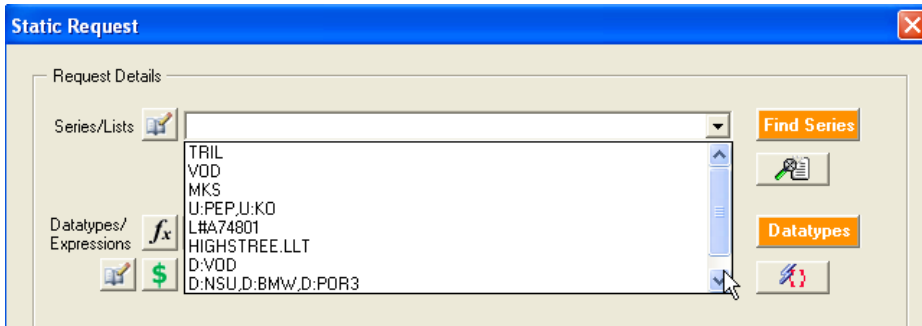 Static Request
Request Details
Series/Lists
Find Series
TRIL
VOD
MKS
U:PEP,U:KO
L#A74801
HIGHSTREE.LLT
D:VOD
D:NSU,D:BMW,D:POR3
Datatypes/
Expressions
fx
Datatypes
$